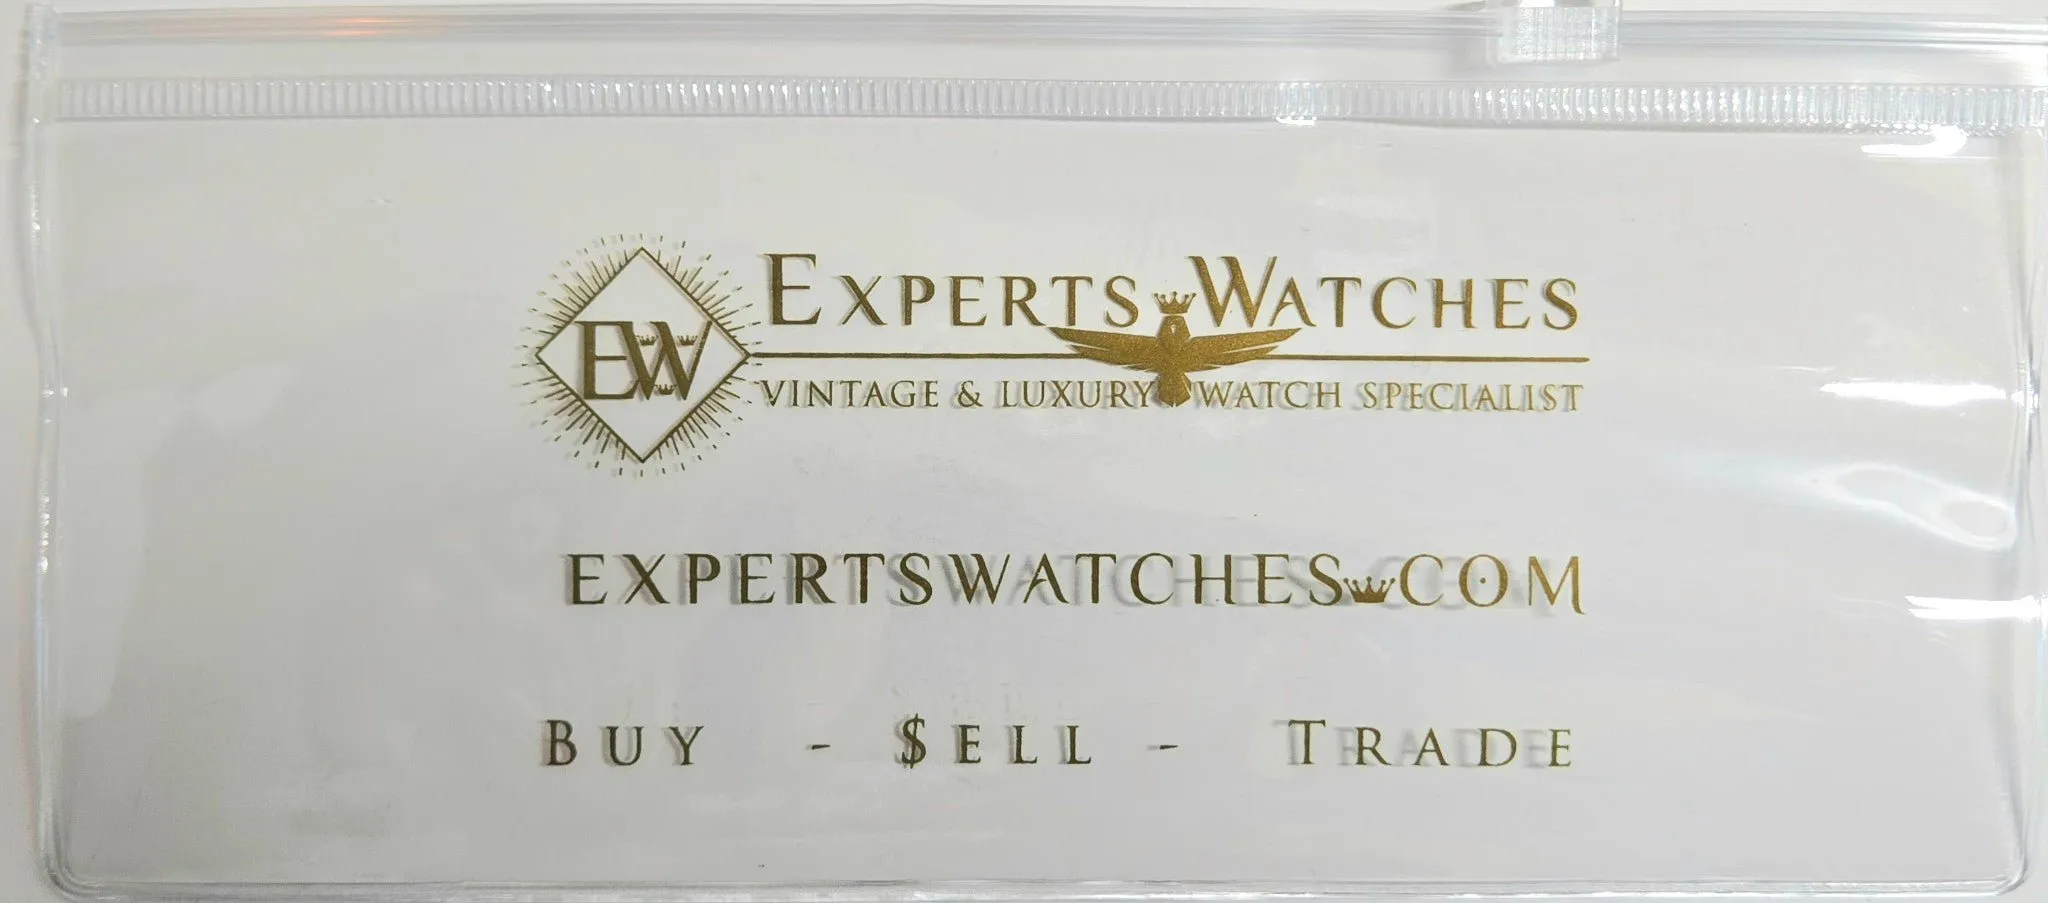 EW EXPERTS WATCHES
VINTAGE & LUXURY WATCH SPECIALIST
EXPERTSWATCHES.COM
BUY - $ELL - TRADE